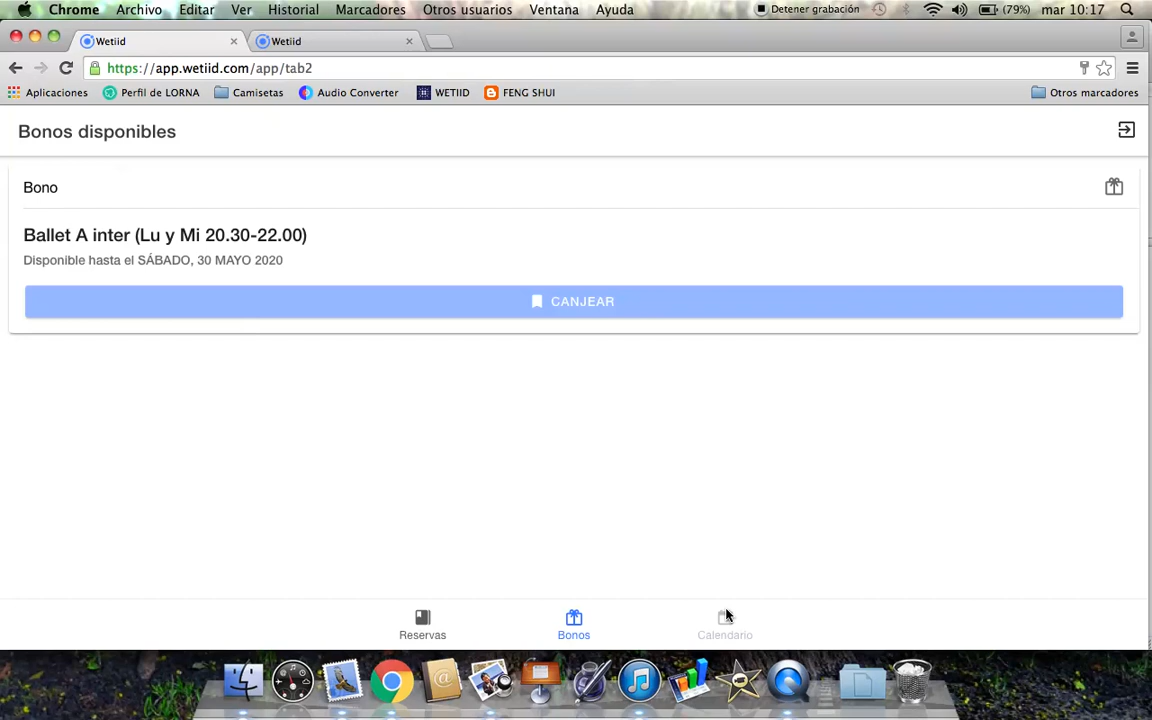 Chrome Archivo Editar Ver Historial Marcadores Otros usuarios Ventana Ayuda Detener grabación (79%) mar 10:17
Wetiid Wetiid
https://app.wetiid.com/app/tab2
Aplicaciones Perfil de LORNA Camisetas Audio Converter WETIID FENG SHUI Otros marcadores
Bonos disponibles
Bono
Ballet A inter (Lu y Mi 20.30-22.00)
Disponible hasta el SÁBADO, 30 MAYO 2020
CANJEAR
Reservas Bonos Calendario